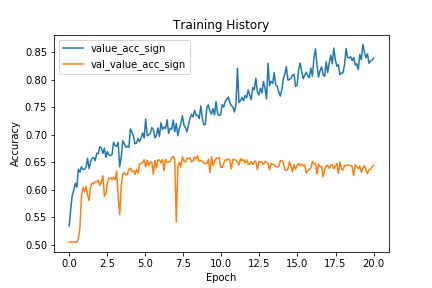 Training History
value_acc_sign
val_value_acc_sign
Accuracy
0.85
0.80
0.75
0.70
0.65
0.60
0.55
0.50
0.0 2.5 5.0 7.5 10.0 12.5 15.0 17.5 20.0
Epoch